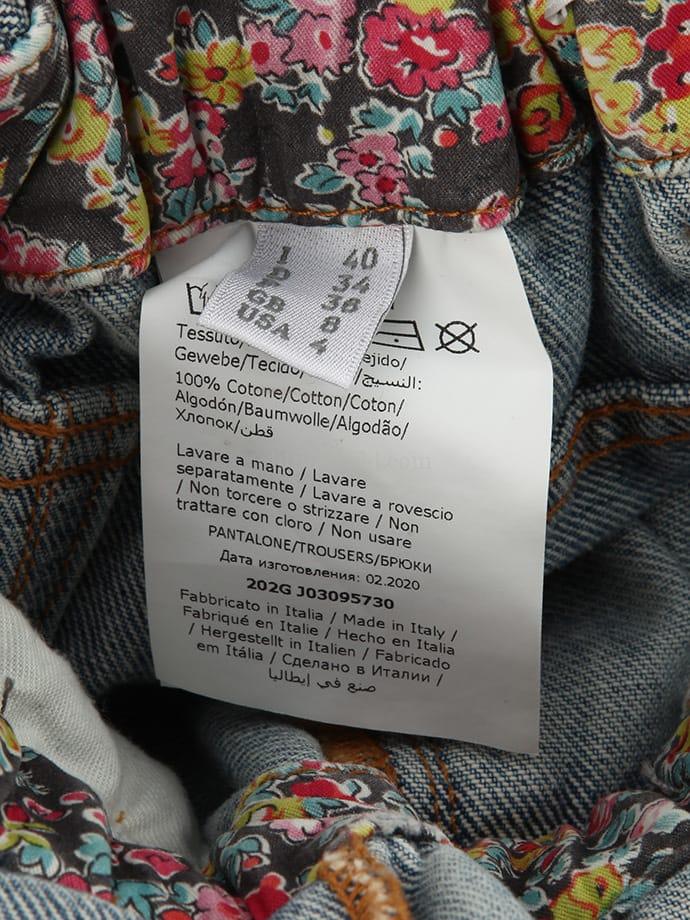 I 40
D 34
F 36
GB 8
USA 4
Tessuto/ejido/
Gewebe/Tecido/ /النسيج:
100% Cotone/Cotton/Coton/
Algodón/Baumwolle/Algodão/
Хлопок/قطن
Lavare a mano / Lavare
separatamente / Lavare a rovescio
/ Non torcere o strizzare / Non
trattare con cloro / Non usare
PANTALONE/TROUSERS/БРЮКИ
Дата изготовления: 02.2020
202G J03095730
Fabbricato in Italia / Made in Italy /
Fabriqué en Italie / Hecho en Italia
/ Hergestellt in Italien / Fabricado
em Itália / Сделано в Италии /
صنع في إيطاليا